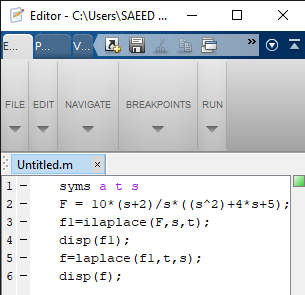 Editor - C:\Users\SAEED
E... P... V...
FILE EDIT NAVIGATE BREAKPOINTS RUN
Untitled.m ×
1 – syms a t s
2 – F = 10*(s+2)/s*((s^2)+4*s+5);
3 – f1=ilaplace(F,s,t);
4 – disp(f1);
5 – f=laplace(f1,t,s);
6 – disp(f);